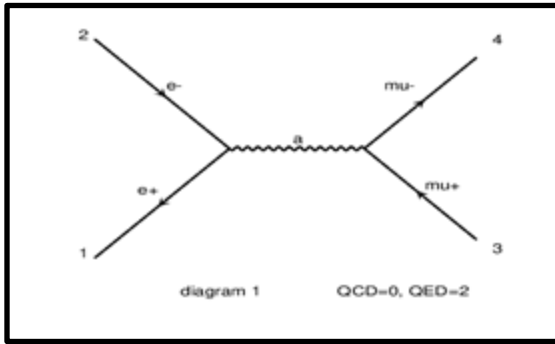 2
4
e-
mu-
a
e+
mu+
1
3
diagram 1
QCD=0, QED=2